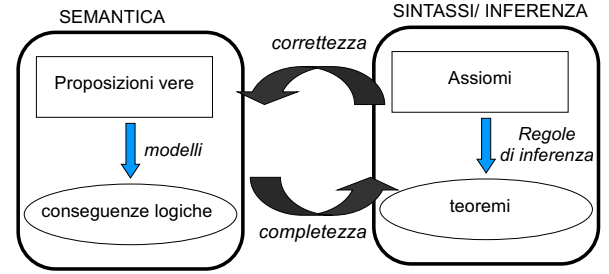 SEMANTICA
SINTASSI/ INFERENZA
correttezza
Proposizioni vere
Assiomi
modelli
Regole
di inferenza
conseguenze logiche
teoremi
completezza